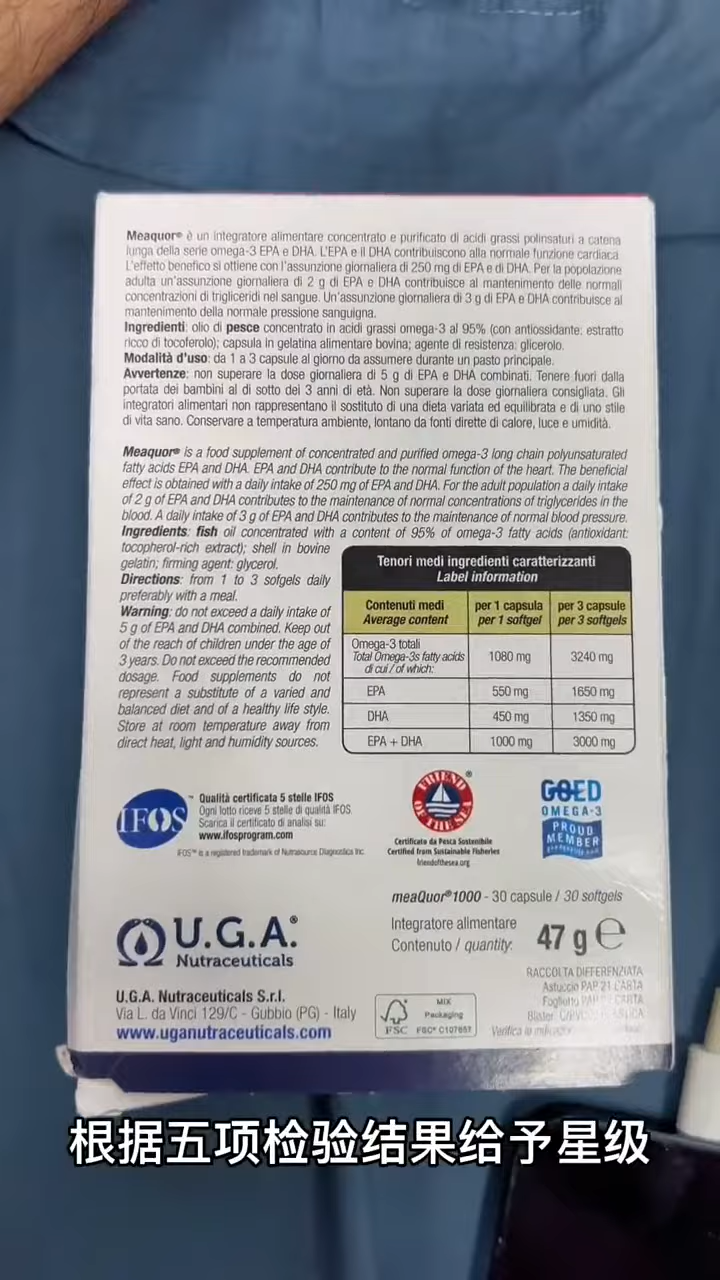 Meaquor® è un integratore alimentare concentrato e purificato di acidi grassi polinsaturi a catena
lunga della serie omega-3 EPA e DHA. L'EPA e il DHA contribuiscono alla normale funzione cardiaca
L'effetto benefico si ottiene con l'assunzione giornaliera di 250 mg di EPA e di DHA. Per la popolazione
adulta un'assunzione giornaliera di 2 g di EPA e DHA contribuisce al mantenimento delle normali
concentrazioni di trigliceridi nel sangue. Un'assunzione giornaliera di 3 g di EPA e DHA contribuisce al
mantenimento della normale pressione sanguigna.
Ingredienti: olio di pesce concentrato in acidi grassi omega-3 al 95% (con antiossidante: estratto
ricco di tocoferolo); capsula in gelatina alimentare bovina; agente di resistenza: glicerolo.
Modalità d'uso: da 1 a 3 capsule al giorno da assumere durante un pasto principale.
Avvertenze: non superare la dose giornaliera di 5 g di EPA e DHA combinati. Tenere fuori dalla
portata dei bambini al di sotto dei 3 anni di età. Non superare la dose giornaliera consigliata. Gli
integratori alimentari non rappresentano il sostituto di una dieta variata ed equilibrata e di uno stile
di vita sano. Conservare a temperatura ambiente, lontano da fonti dirette di calore, luce e umidità.
Meaquor® is a food supplement of concentrated and purified omega-3 long chain polyunsaturated
fatty acids EPA and DHA. EPA and DHA contribute to the normal function of the heart. The beneficial
effect is obtained with a daily intake of 250 mg of EPA and DHA. For the adult population a daily intake
of 2 g of EPA and DHA contributes to the maintenance of normal concentrations of triglycerides in the
blood. A daily intake of 3 g of EPA and DHA contributes to the maintenance of normal blood pressure.
Ingredients: fish oil concentrated with a content of 95% of omega-3 fatty acids (antioxidant:
tocopherol-rich extract); shell in bovine
gelatin; firming agent: glycerol.
Directions: from 1 to 3 sofgels daily
preferably with a meal.
Warning: do not exceed a daily intake of
5 g of EPA and DHA combined. Keep out
of the reach of children under the age of
3 years. Do not exceed the recommended
dosage. Food supplements do not
represent a substitute of a varied and
balanced diet and of a healthy life style.
Store at room temperature away from
direct heat, light and humidity sources.
Tenori medi ingredienti caratterizzanti
Label information
Contenuti medi per 1 capsula per 3 capsule
Average content per 1 softgel per 3 softgels
Omega-3 totali
Total Omega-3s fatty acids 1080 mg 3240 mg
di cui / of which:
EPA 550 mg 1650 mg
DHA 450 mg 1350 mg
EPA + DHA 1000 mg 3000 mg
IFOS™
Qualità certificata 5 stelle IFOS
Ogni lotto riceve 5 stelle di qualità IFOS.
Scarica il certificato di analisi su:
www.ifosprogram.com
IFOS™ is a registered trademark of Nutrasource Diagnostics Inc.
FRIEND OF THE SEA®
Certificato da Pesca Sostenibile
Certified from Sustainable Fisheries
friendofthesea.org
GOED
OMEGA-3
PROUD
MEMBER
meaQuor®1000 - 30 capsule / 30 softgels
Integratore alimentare
Contenuto / quantity: 47 g e
U.G.A.®
Nutraceuticals
U.G.A. Nutraceuticals S.r.l.
Via L. da Vinci 129/C - Gubbio (PG) - Italy
www.uganutraceuticals.com
FSC
MIX
Packaging
FSC® C107657
RACCOLTA DIFFERENZIATA
Astuccio PAP 21 CARTA
Foglietto PAP CARTA
Blister
Verifica
根据五项检验结果给予星级